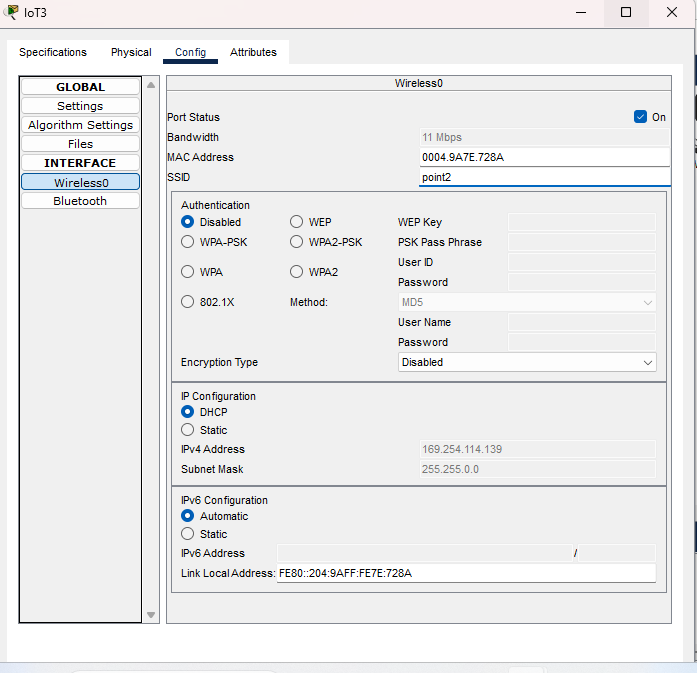 IoT3
Specifications Physical Config Attributes
GLOBAL
Settings
Algorithm Settings
Files
INTERFACE
Wireless0
Bluetooth
Wireless0
Port Status On
Bandwidth 11 Mbps
MAC Address 0004.9A7E.728A
SSID point2
Authentication
Disabled WEP WEP Key
WPA-PSK WPA2-PSK PSK Pass Phrase
User ID
WPA WPA2
Password
802.1X Method: MD5
User Name
Password
Encryption Type Disabled
IP Configuration
DHCP
Static
IPv4 Address 169.254.114.139
Subnet Mask 255.255.0.0
IPv6 Configuration
Automatic
Static
IPv6 Address /
Link Local Address: FE80::204:9AFF:FE7E:728A